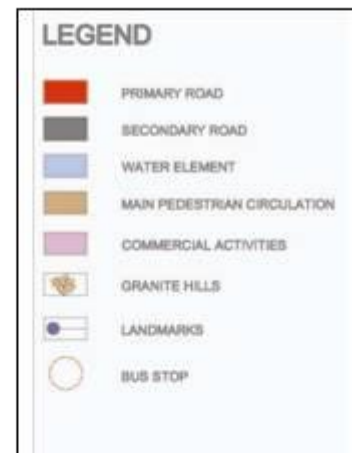 LEGEND
PRIMARY ROAD
SECONDARY ROAD
WATER ELEMENT
MAIN PEDESTRIAN CIRCULATION
COMMERCIAL ACTIVITIES
GRANITE HILLS
LANDMARKS
BUS STOP